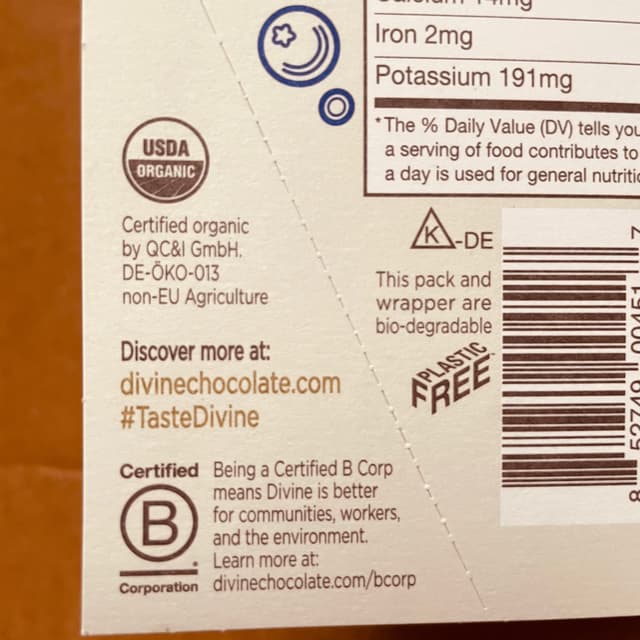 Iron 2mg
Potassium 191mg
*The % Daily Value (DV) tells you
a serving of food contributes to
a day is used for general
USDA
ORGANIC
Certified organic
by QC&I GmbH.
DE-ÖKO-013
non-EU Agriculture
K-DE
This pack and
wrapper are
bio-degradable
PLASTIC
FREE
Discover more at:
divinechocolate.com
#TasteDivine
Certified
B
Corporation
Being a Certified B Corp
means Divine is better
for communities, workers,
and the environment.
Learn more at:
divinechocolate.com/bcorp